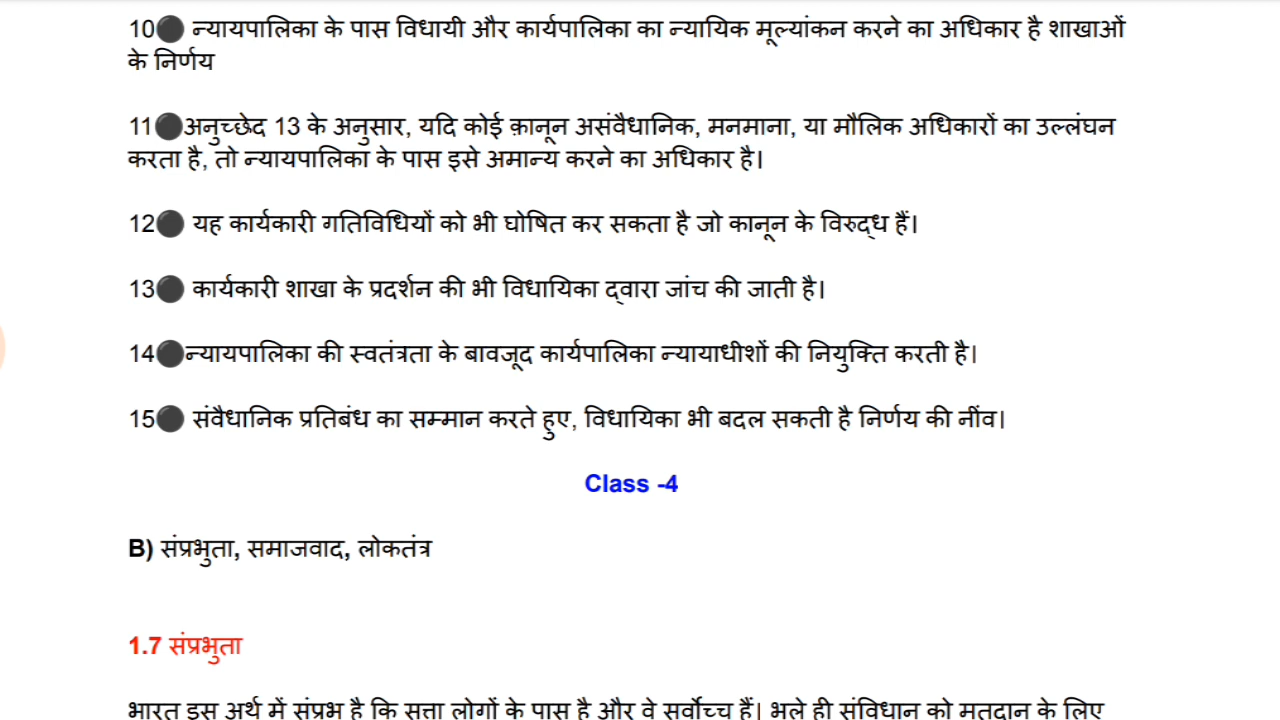 10⚫ न्यायपालिका के पास विधायी और कार्यपालिका का न्यायिक मूल्यांकन करने का अधिकार है शाखाओं
के निर्णय
11⚫अनुच्छेद 13 के अनुसार, यदि कोई क़ानून असंवैधानिक, मनमाना, या मौलिक अधिकारों का उल्लंघन
करता है, तो न्यायपालिका के पास इसे अमान्य करने का अधिकार है।
12⚫ यह कार्यकारी गतिविधियों को भी घोषित कर सकता है जो कानून के विरुद्ध हैं।
13⚫ कार्यकारी शाखा के प्रदर्शन की भी विधायिका द्वारा जांच की जाती है।
14⚫न्यायपालिका की स्वतंत्रता के बावजूद कार्यपालिका न्यायाधीशों की नियुक्ति करती है।
15⚫ संवैधानिक प्रतिबंध का सम्मान करते हुए, विधायिका भी बदल सकती है निर्णय की नींव।
Class -4
B) संप्रभुता, समाजवाद, लोकतंत्र
1.7 संप्रभुता
भारत इस अर्थ में संप्रभु है कि सत्ता लोगों के पास है और वे सर्वोच्च हैं। भले ही संविधान को मतदान के लिए